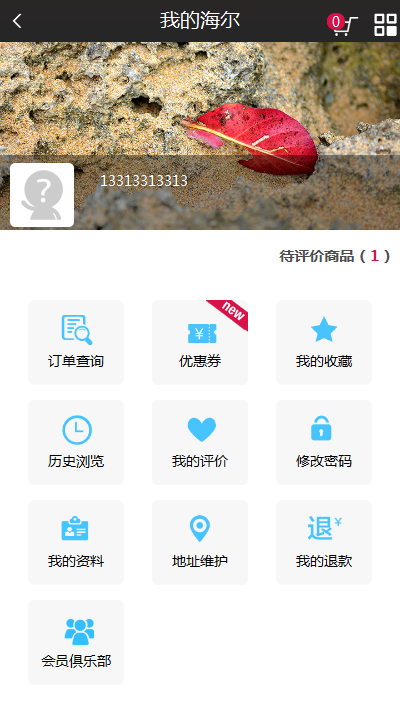 我的海尔
0
13313313313
待评价商品（1）
new
订单查询
优惠券
我的收藏
历史浏览
我的评价
修改密码
退¥
我的资料
地址维护
我的退款
会员俱乐部